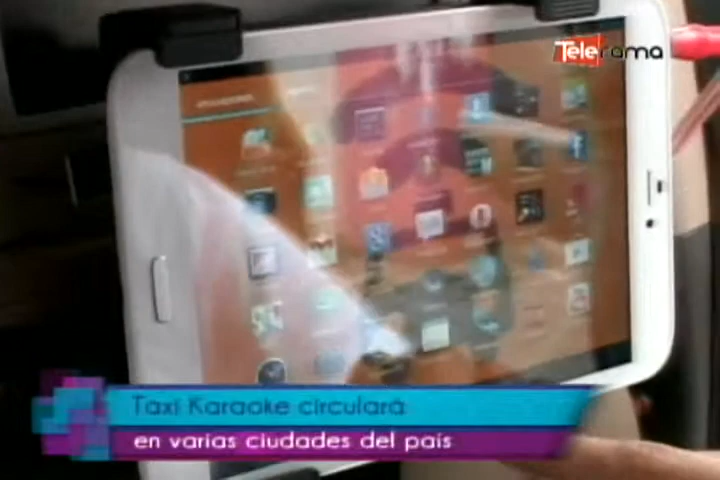 Telerama
Taxi Karaoke circulará
en varias ciudades del país